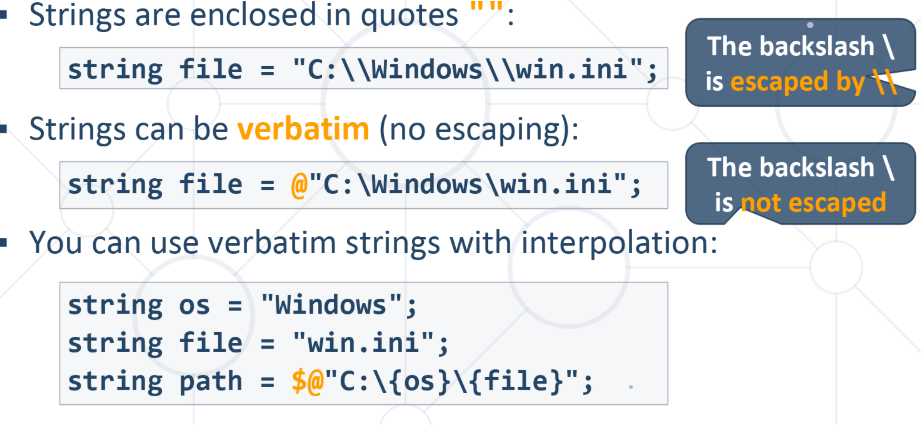 ▪ Strings are enclosed in quotes "":
string file = "C:\\Windows\\win.ini";
The backslash \
is escaped by \\
▪ Strings can be verbatim (no escaping):
string file = @"C:\Windows\win.ini";
The backslash \
is not escaped
▪ You can use verbatim strings with interpolation:
string os = "Windows";
string file = "win.ini";
string path = $@"C:\{os}\{file}";